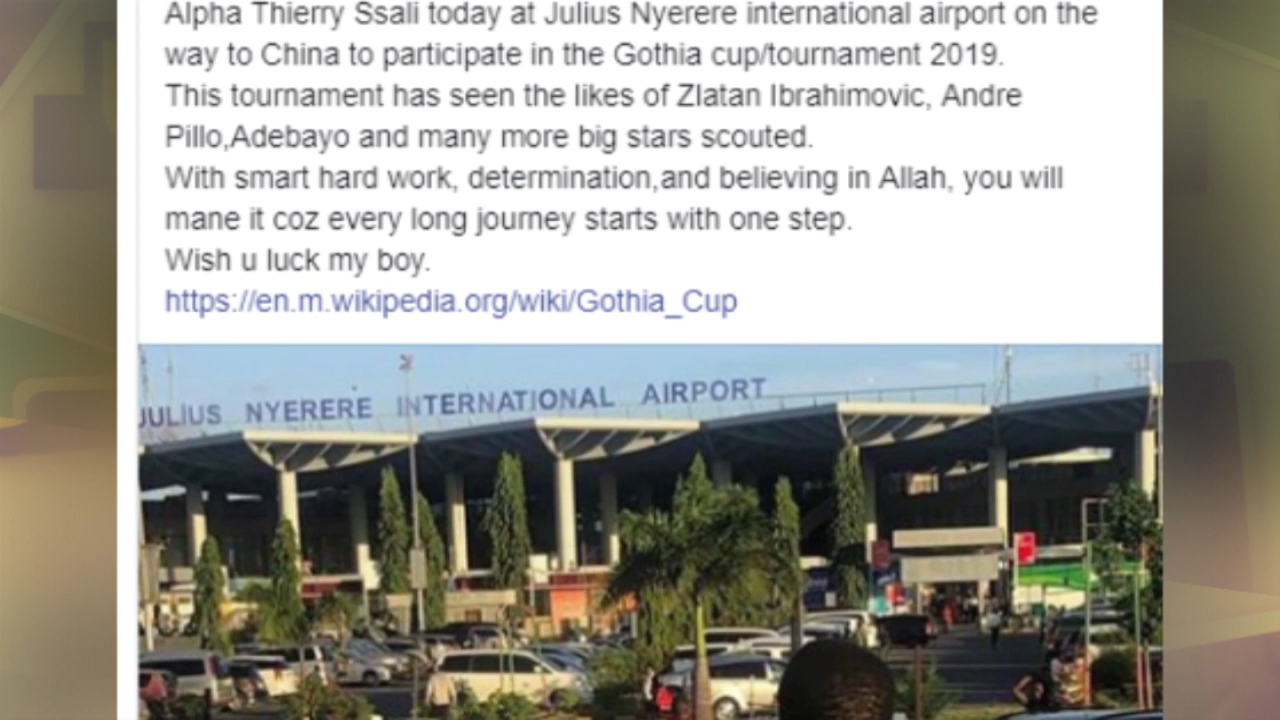 Alpha Thierry Ssali today at Julius Nyerere international airport on the
way to China to participate in the Gothia cup/tournament 2019.
This tournament has seen the likes of Zlatan Ibrahimovic, Andre
Pillo,Adebayo and many more big stars scouted.
With smart hard work, determination,and believing in Allah, you will
mane it coz every long journey starts with one step.
Wish u luck my boy.
https://en.m.wikipedia.org/wiki/Gothia_Cup
JULIUS NYERERE INTERNATIONAL AIRPORT